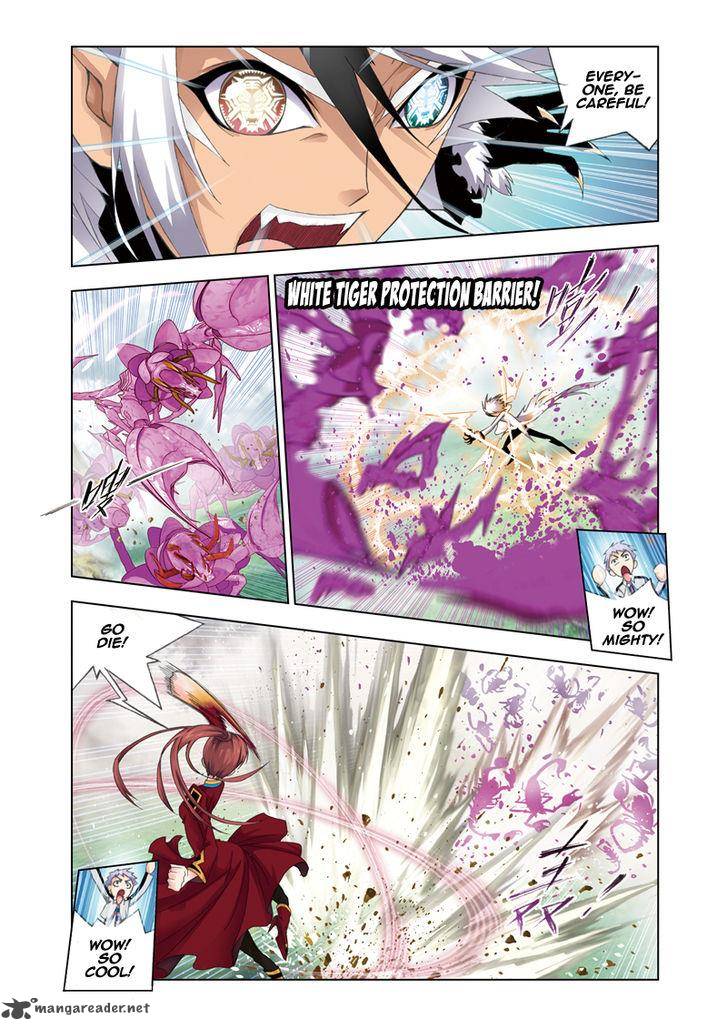 EVERY-
ONE, BE
CAREFUL!
WHITE TIGER PROTECTION BARRIER!
WOW!
SO
MIGHTY!
GO
DIE!
WOW!
SO
COOL!
mangareader.net